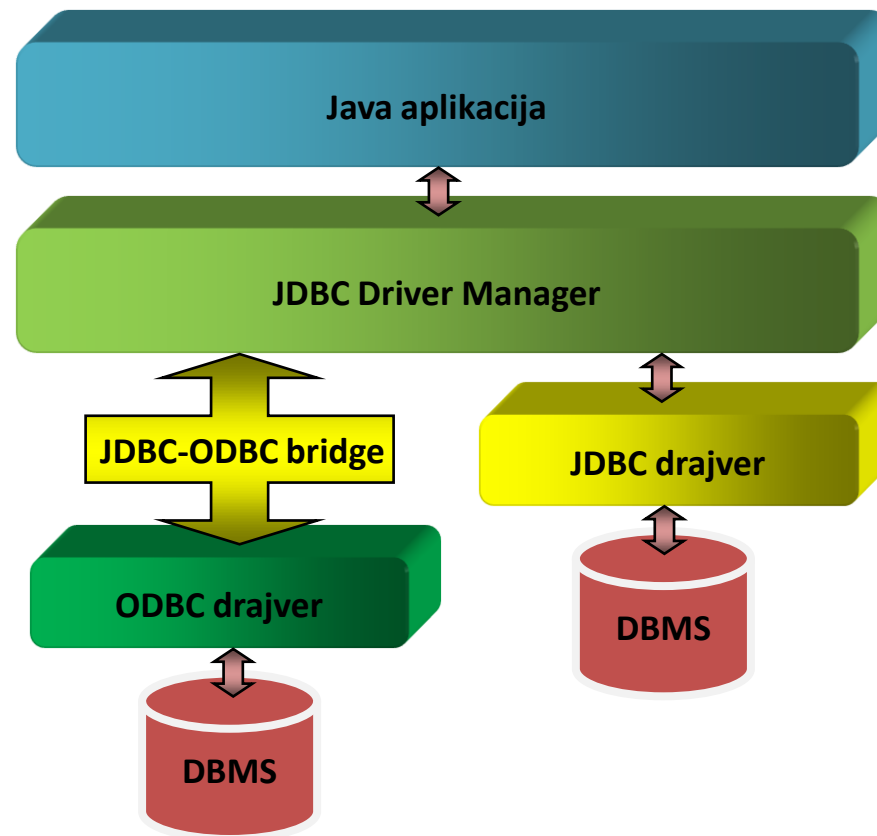 Java aplikacija
JDBC Driver Manager
JDBC-ODBC bridge
JDBC drajver
ODBC drajver
DBMS
DBMS